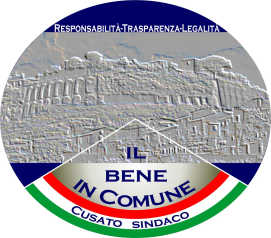 Responsabilità-Trasparenza-Legalità
IL
BENE
IN COMUNE
CUSATO SINDACO